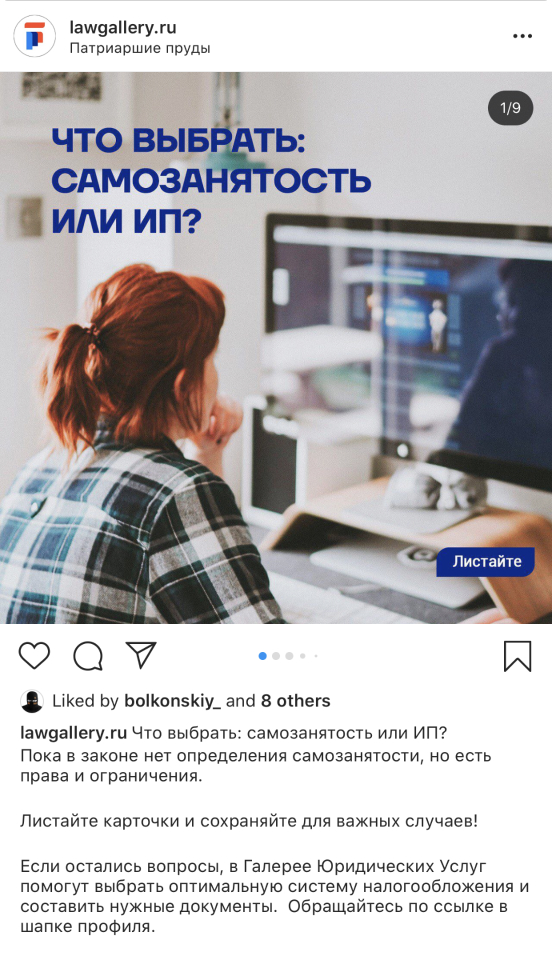 lawgallery.ru
Патриаршие пруды
1/9
ЧТО ВЫБРАТЬ:
САМОЗАНЯТОСТЬ
ИЛИ ИП?
Листайте
Liked by bolkonskiy_ and 8 others
lawgallery.ru Что выбрать: самозанятость или ИП?
Пока в законе нет определения самозанятости, но есть
права и ограничения.
Листайте карточки и сохраняйте для важных случаев!
Если остались вопросы, в Галерее Юридических Услуг
помогут выбрать оптимальную систему налогообложения и
составить нужные документы.  Обращайтесь по ссылке в
шапке профиля.